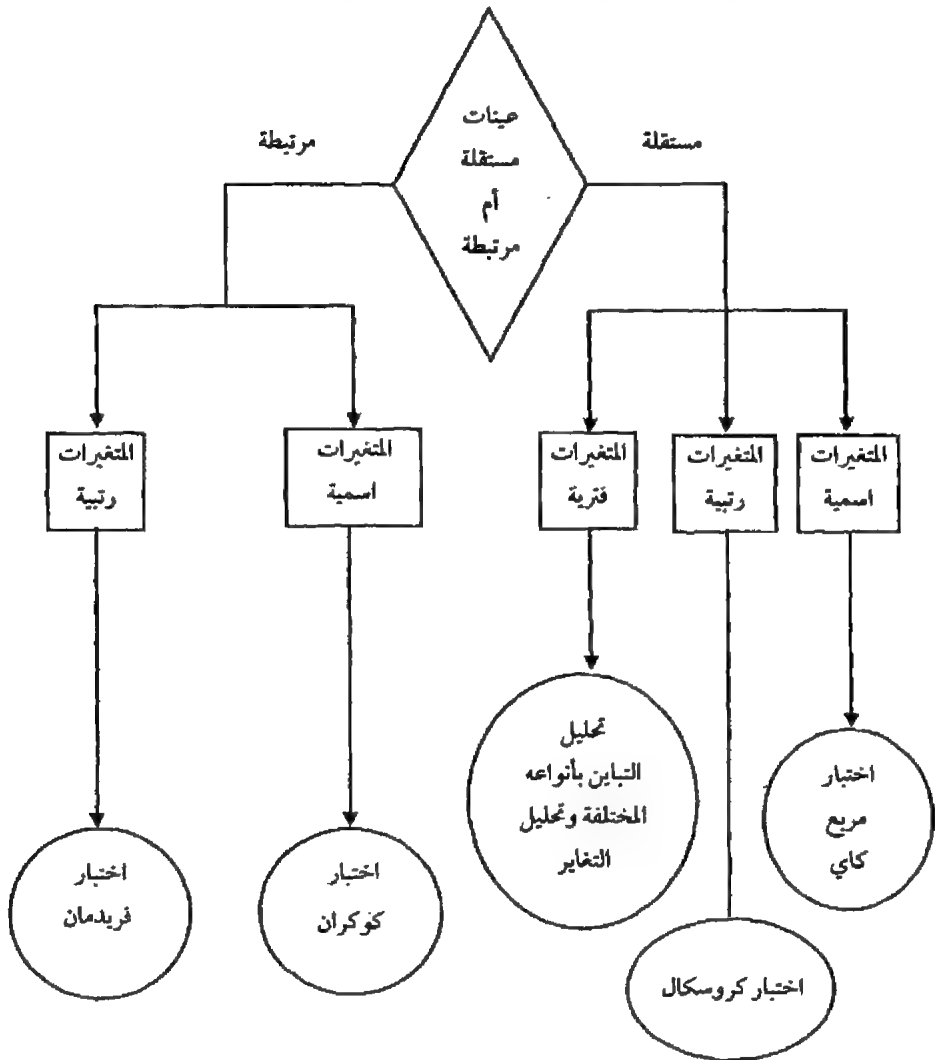 عينات
مستقلة
أم
مرتبطة
مستقلة
مرتبطة
المتغيرات
اسمية
المتغيرات
رتبية
المتغيرات
فترية
المتغيرات
اسمية
المتغيرات
رتبية
اختبار
مربع
كاي
تحليل
التباين بأنواعه
المختلفة وتحليل
التغاير
اختبار كروسكال
اختبار
كوكران
اختبار
فريدمان